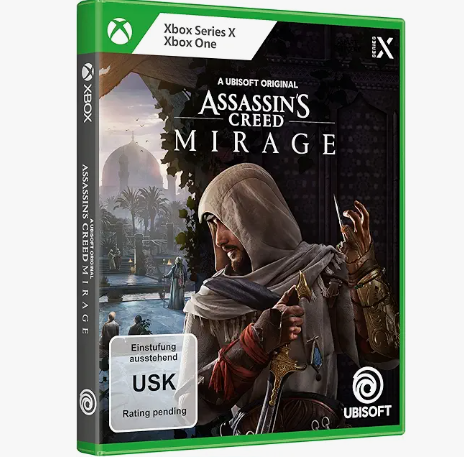 Xbox Series X
Xbox One
SERIES X
A UBISOFT ORIGINAL
ASSASSIN'S
CREED
MIRAGE
XBOX
A UBISOFT ORIGINAL
ASSASSIN'S CREED MIRAGE
Einstufung
ausstehend
USK
Rating pending
UBISOFT